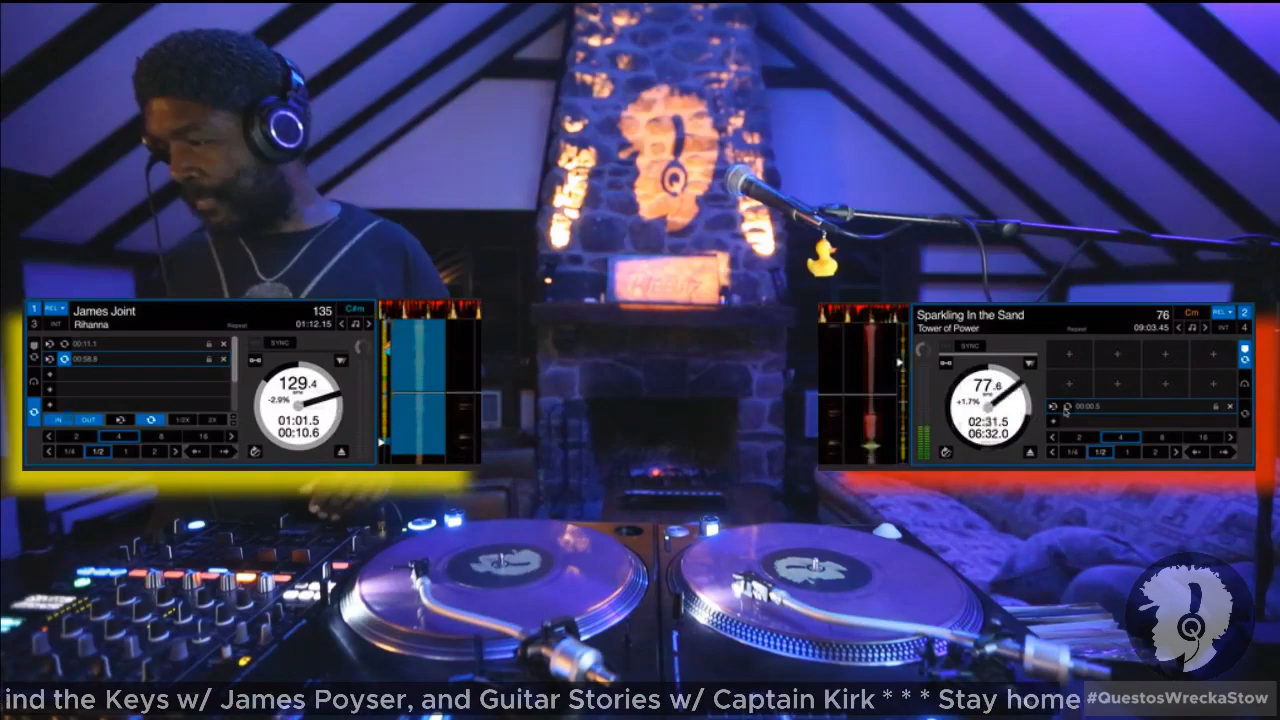 1 REL James Joint 135 C#m
3 INT Rihanna Repeat 01:12.15
00:11.1
SYNC
00:58.8
129.4
BPM
-2.9%
01:01.5
00:10.6
IN OUT 1/2X 2X
2 4 8 16
1/4 1/2 1 2
Sparkling In the Sand 76 Cm REL 2
Tower of Power Repeat 09:03.45 INT 4
SYNC
77.6
BPM
+1.7%
02:31.5
06:32.0
00:00.5
2 4 8 16
1/4 1/2 1 2
Q
Q
ind the Keys w/ James Poyser, and Guitar Stories w/ Captain Kirk * * * Stay home
#QuestosWreckaStow